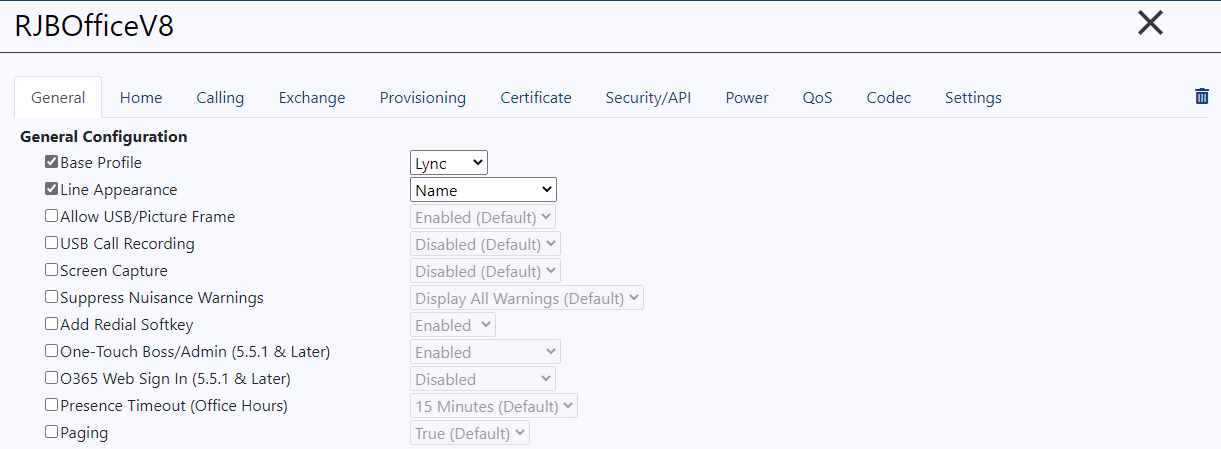 RJBOfficeV8
General Home Calling Exchange Provisioning Certificate Security/API Power QoS Codec Settings
General Configuration
Base Profile Lync
Line Appearance Name
Allow USB/Picture Frame Enabled (Default)
USB Call Recording Disabled (Default)
Screen Capture Disabled (Default)
Suppress Nuisance Warnings Display All Warnings (Default)
Add Redial Softkey Enabled
One-Touch Boss/Admin (5.5.1 & Later) Enabled
O365 Web Sign In (5.5.1 & Later) Disabled
Presence Timeout (Office Hours) 15 Minutes (Default)
Paging True (Default)